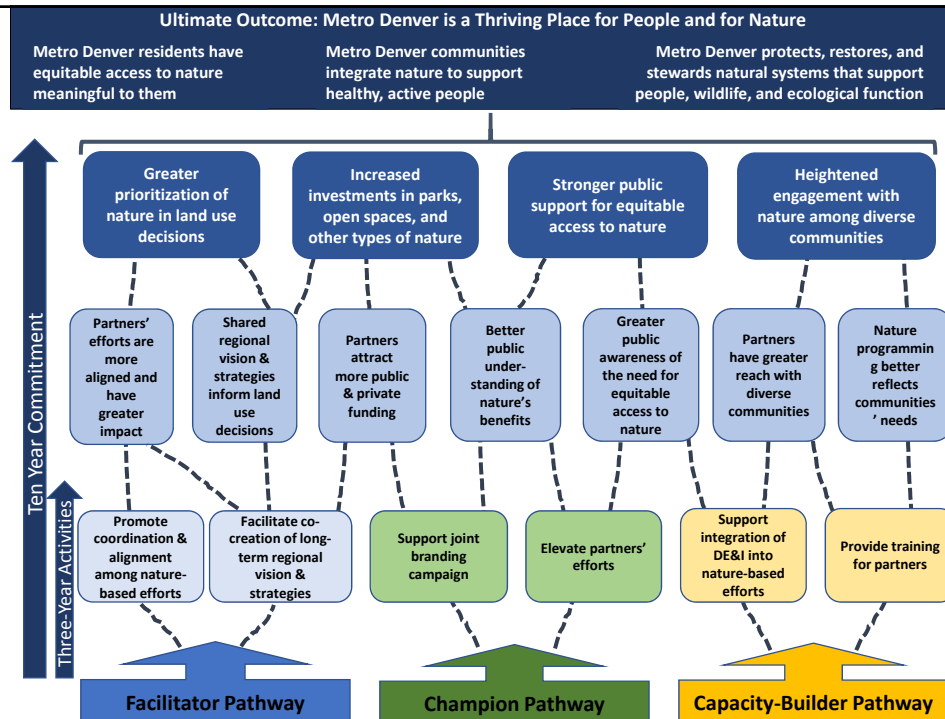 Ultimate Outcome: Metro Denver is a Thriving Place for People and for Nature
Metro Denver residents have
equitable access to nature
meaningful to them
Metro Denver communities
integrate nature to support
healthy, active people
Metro Denver protects, restores, and
stewards natural systems that support
people, wildlife, and ecological function
Ten Year Commitment
Three-Year Activities
Greater
prioritization of
nature in land use
decisions
Increased
investments in parks,
open spaces, and
other types of nature
Stronger public
support for equitable
access to nature
Heightened
engagement with
nature among diverse
communities
Partners'
efforts are
more
aligned and
have
greater
impact
Shared
regional
vision &
strategies
inform land
use
decisions
Partners
attract
more public
& private
funding
Better
public
under-
standing of
nature's
benefits
Greater
public
awareness of
the need for
equitable
access to
nature
Partners
have greater
reach with
diverse
communities
Nature
programmin
g better
reflects
communities
' needs
Promote
coordination &
alignment
among nature-
based efforts
Facilitate co-
creation of long-
term regional
vision &
strategies
Support joint
branding
campaign
Elevate partners'
efforts
Support
integration of
DE&I into
nature-based
efforts
Provide training
for partners
Facilitator Pathway
Champion Pathway
Capacity-Builder Pathway